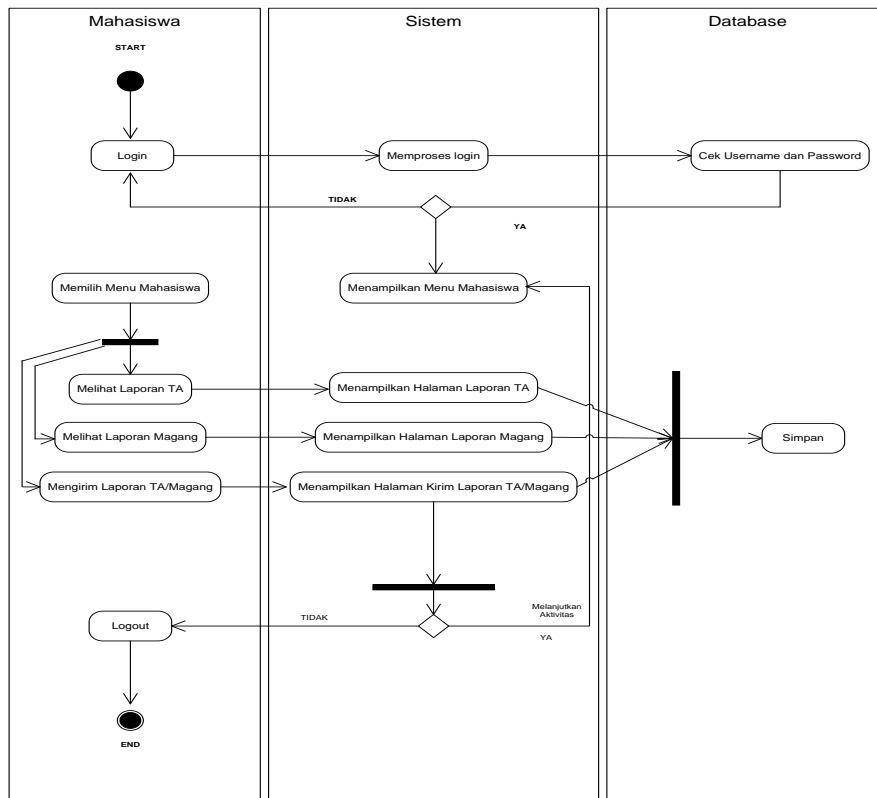 Mahasiswa
Sistem
Database
START
Login
Memproses login
Cek Username dan Password
TIDAK
YA
Memilih Menu Mahasiswa
Menampilkan Menu Mahasiswa
Melihat Laporan TA
Menampilkan Halaman Laporan TA
Melihat Laporan Magang
Menampilkan Halaman Laporan Magang
Simpan
Mengirim Laporan TA/Magang
Menampilkan Halaman Kirim Laporan TA/Magang
Melanjutkan
Aktivitas
Logout
TIDAK
YA
END